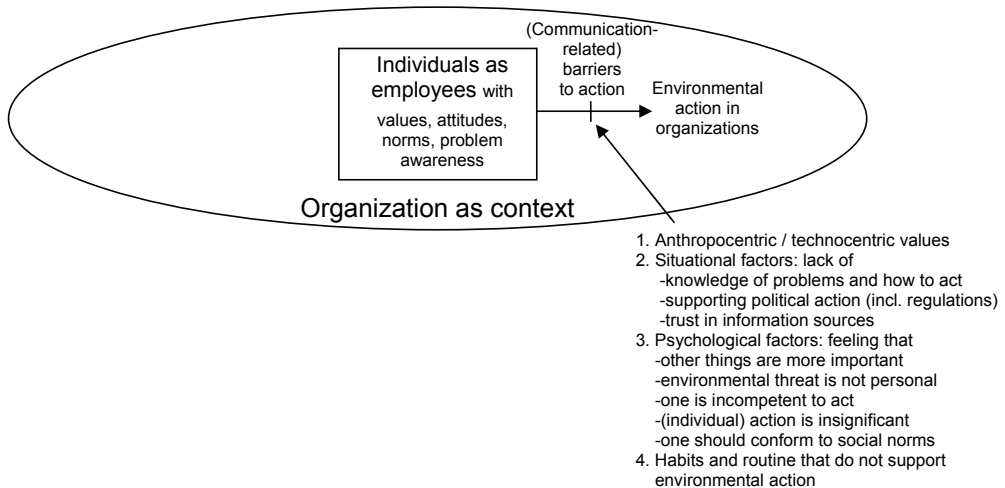 Individuals as
employees with
values, attitudes,
norms, problem
awareness
(Communication-
related)
barriers
to action
Environmental
action in
organizations
Organization as context
1. Anthropocentric / technocentric values
2. Situational factors: lack of
-knowledge of problems and how to act
-supporting political action (incl. regulations)
-trust in information sources
3. Psychological factors: feeling that
-other things are more important
-environmental threat is not personal
-one is incompetent to act
-(individual) action is insignificant
-one should conform to social norms
4. Habits and routine that do not support
environmental action